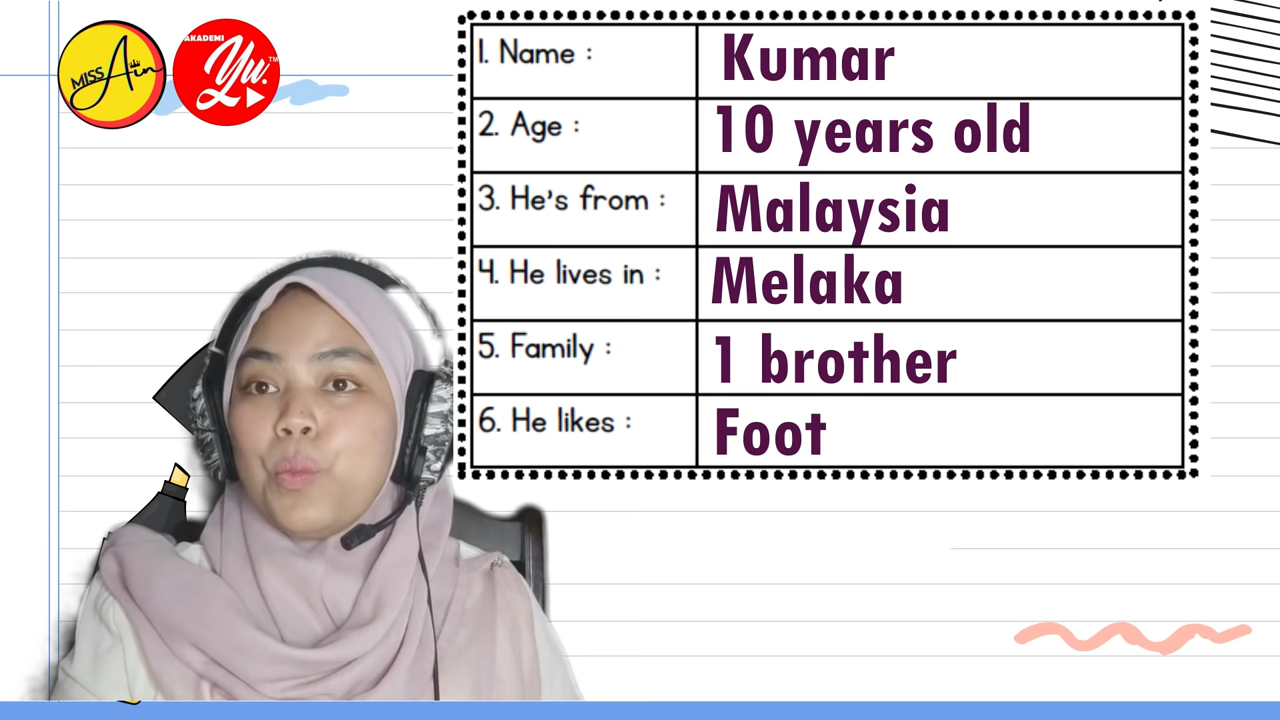 MISS Ain
AKADEMI
Yu. TM
1. Name : Kumar
2. Age : 10 years old
3. He's from : Malaysia
4. He lives in : Melaka
5. Family : 1 brother
6. He likes : Foot